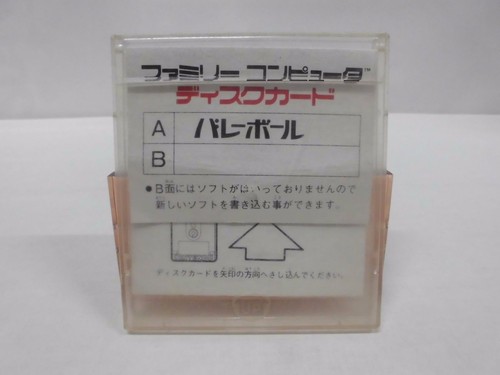 ファミリー コンピュータ™
ディスクカード
A バレーボール
B
●B面にはソフトがはいっておりませんので
新しいソフトを書き込む事ができます。
ディスクカードを矢印の方向へさし込んでください。